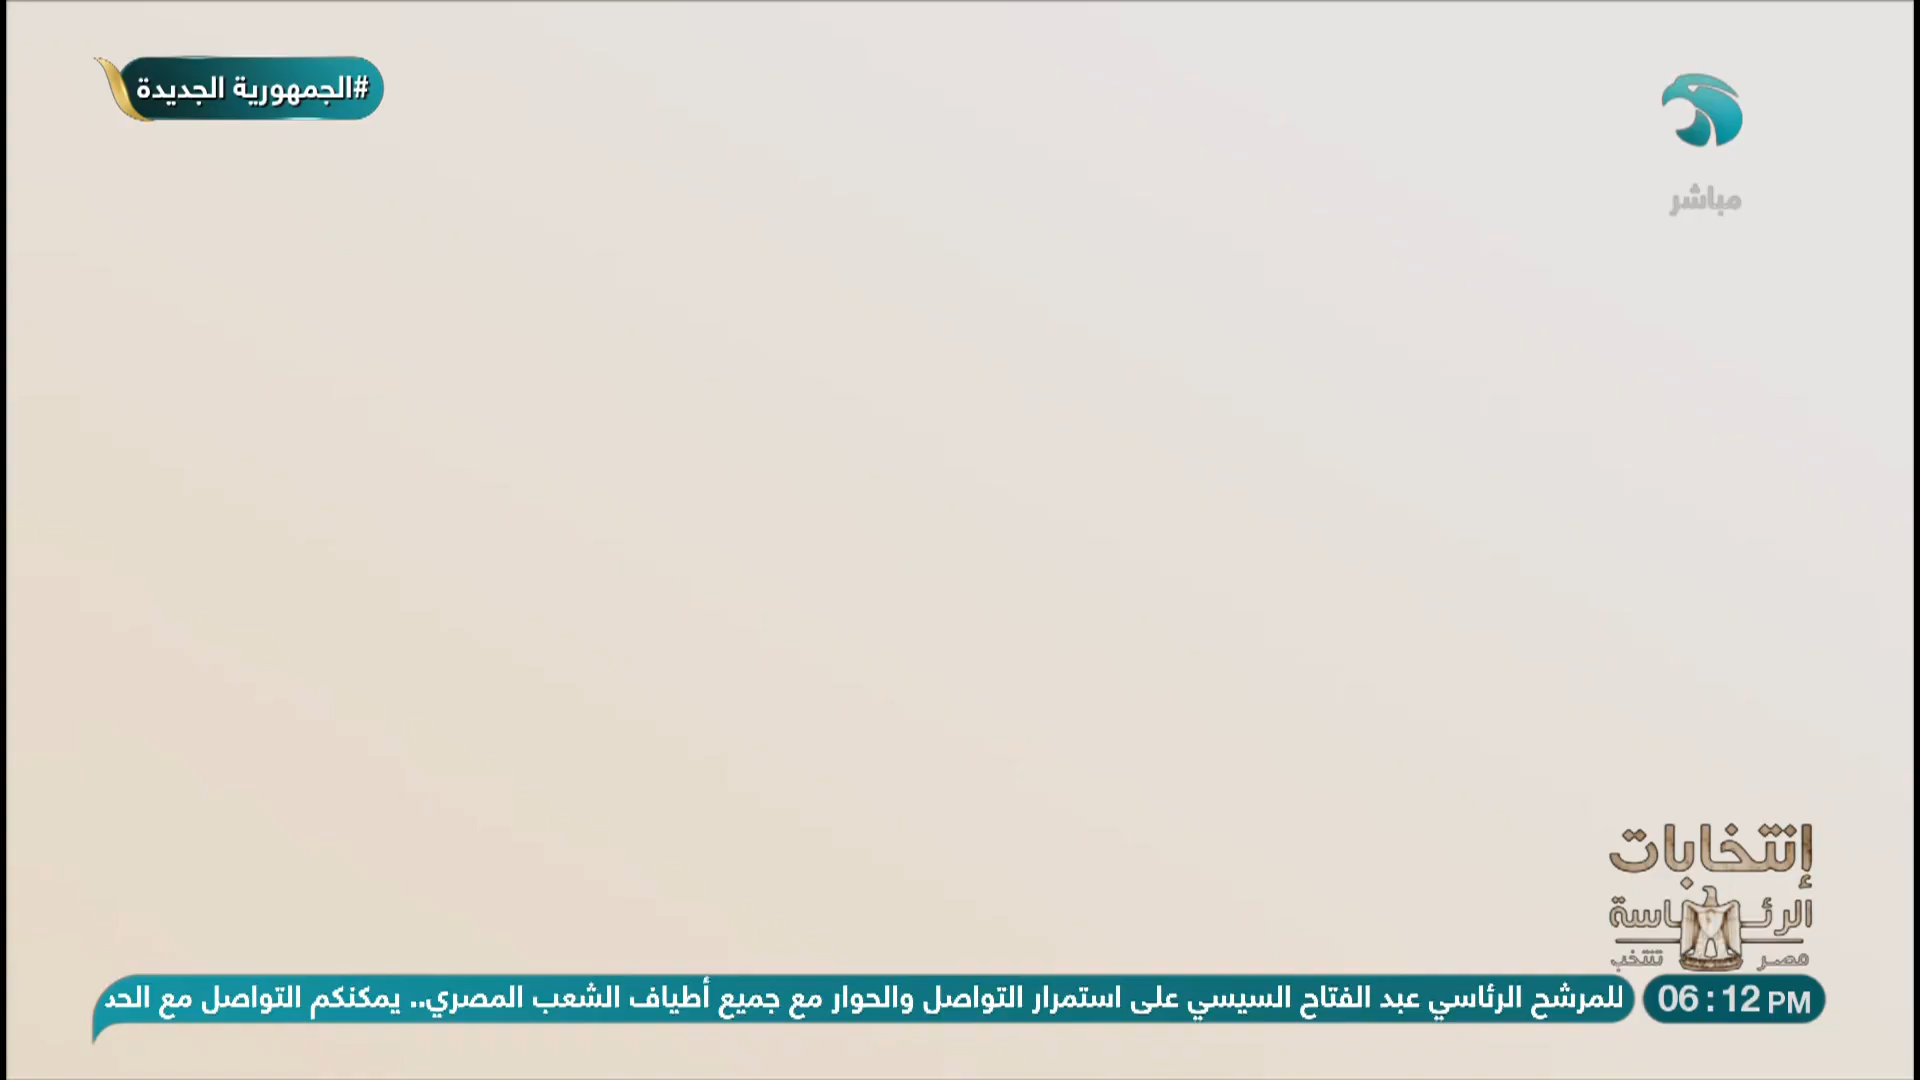 #الجمهورية الجديدة
مباشر
إنتخابات
الرئاسة
مصر تنتخب
للمرشح الرئاسي عبد الفتاح السيسي على استمرار التواصل والحوار مع جميع أطياف الشعب المصري.. يمكنكم التواصل مع الحد
06:12 PM